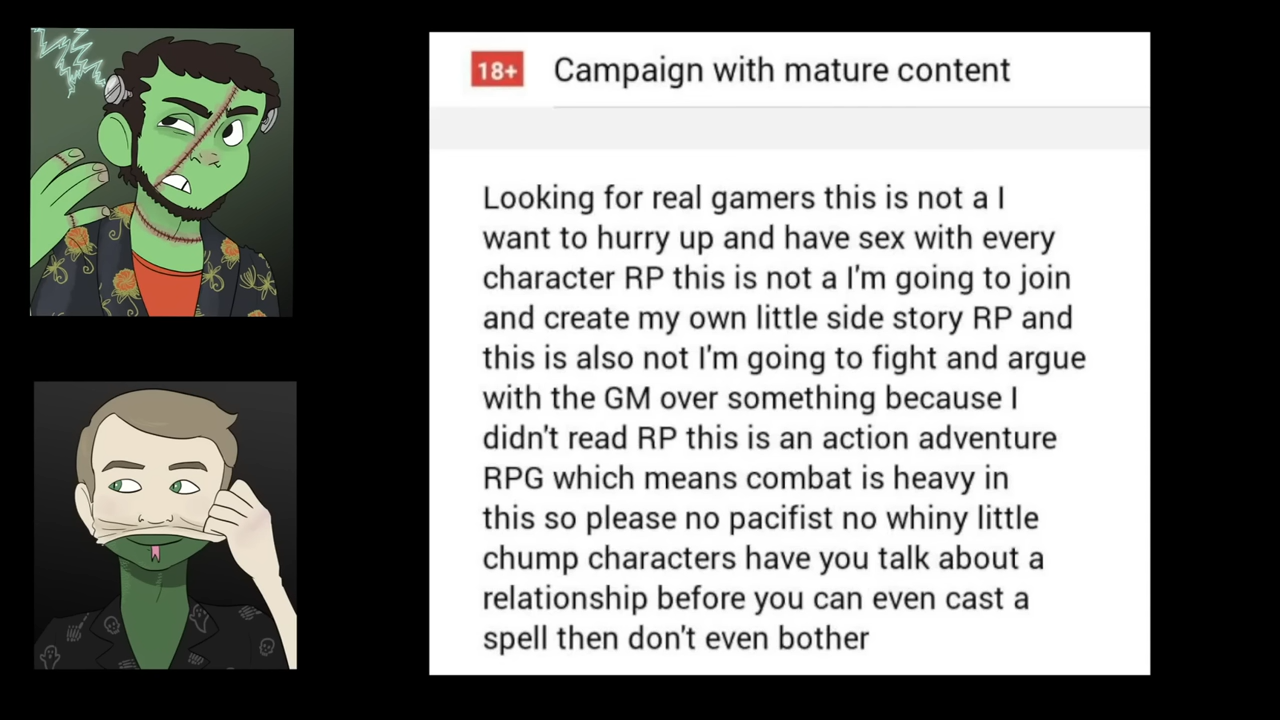 18+ Campaign with mature content
Looking for real gamers this is not a I
want to hurry up and have sex with every
character RP this is not a I'm going to join
and create my own little side story RP and
this is also not I'm going to fight and argue
with the GM over something because I
didn't read RP this is an action adventure
RPG which means combat is heavy in
this so please no pacifist no whiny little
chump characters have you talk about a
relationship before you can even cast a
spell then don't even bother